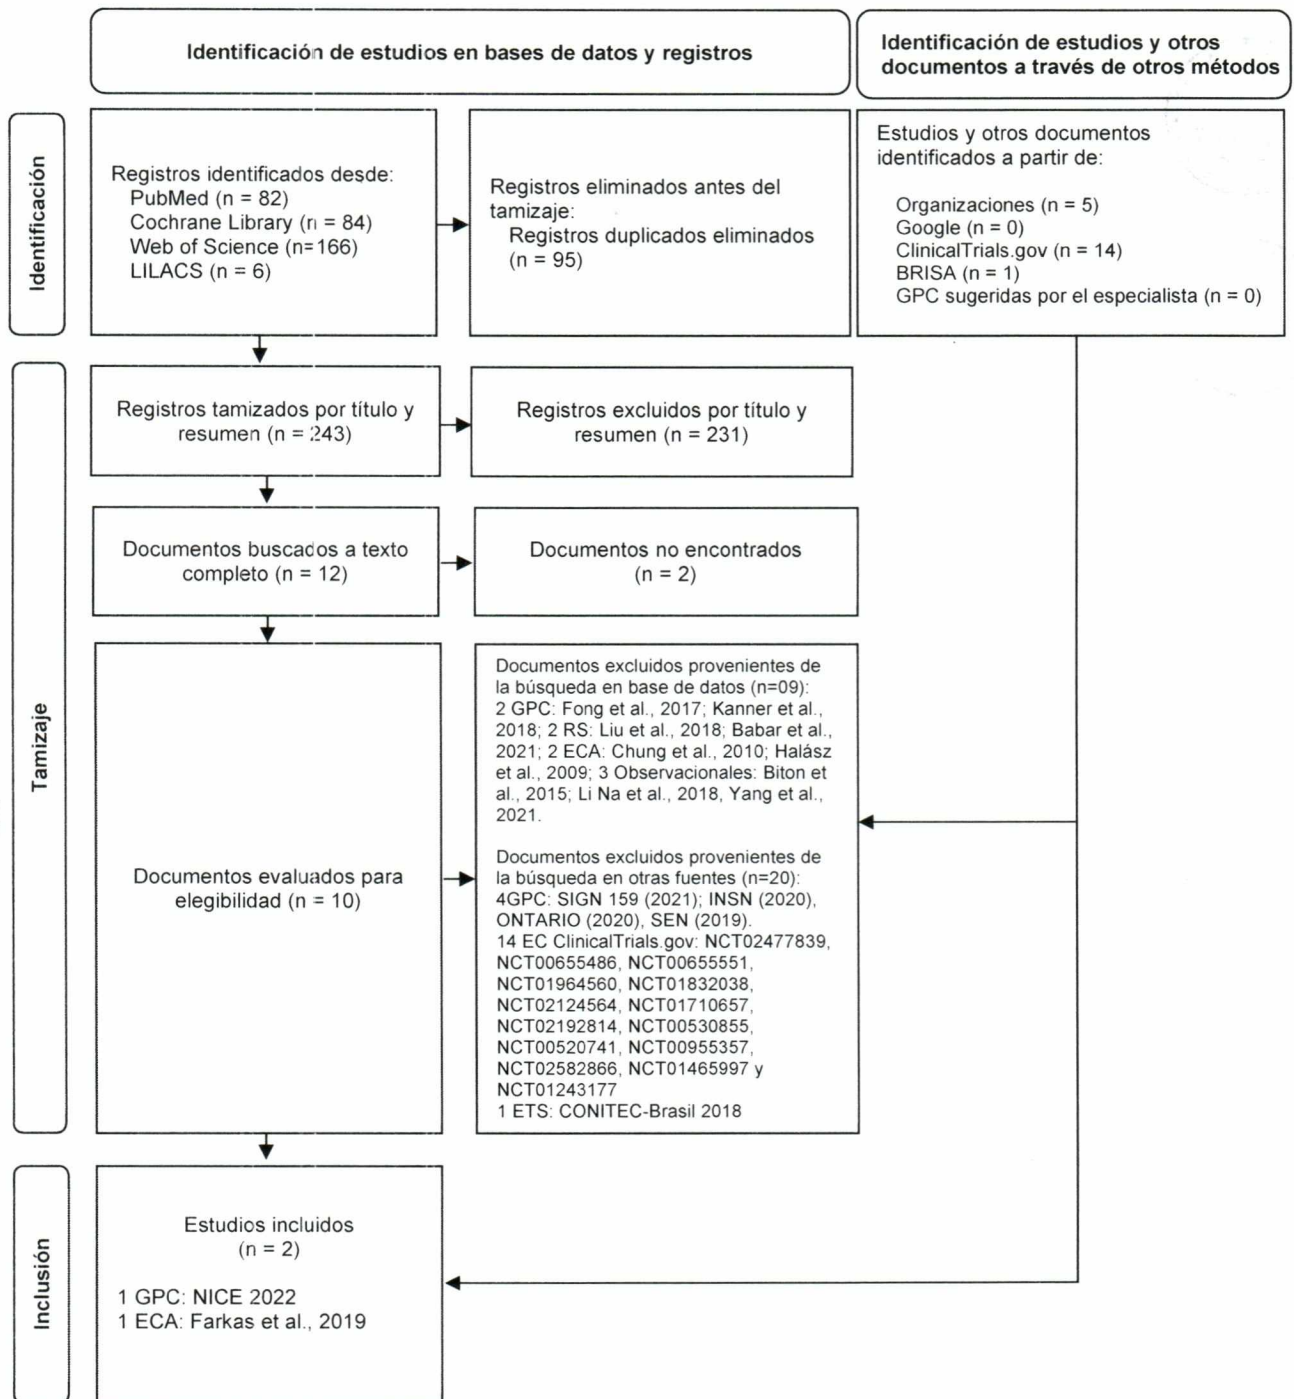 Identificación de estudios en bases de datos y registros
Identificación de estudios y otros
documentos a través de otros métodos
Identificación
Registros identificados desde:
PubMed (n = 82)
Cochrane Library (n = 84)
Web of Science (n=166)
LILACS (n = 6)
Registros eliminados antes del
tamizaje:
Registros duplicados eliminados
(n = 95)
Estudios y otros documentos
identificados a partir de:
Organizaciones (n = 5)
Google (n = 0)
ClinicalTrials.gov (n = 14)
BRISA (n = 1)
GPC sugeridas por el especialista (n = 0)
Tamizaje
Registros tamizados por título y
resumen (n = 243)
Registros excluidos por título y
resumen (n = 231)
Documentos buscados a texto
completo (n = 12)
Documentos no encontrados
(n = 2)
Documentos evaluados para
elegibilidad (n = 10)
Documentos excluidos provenientes de
la búsqueda en base de datos (n=09):
2 GPC: Fong et al., 2017; Kanner et al.,
2018; 2 RS: Liu et al., 2018; Babar et al.,
2021; 2 ECA: Chung et al., 2010; Halász
et al., 2009; 3 Observacionales: Biton et
al., 2015; Li Na et al., 2018, Yang et al.,
2021.
Documentos excluidos provenientes de
la búsqueda en otras fuentes (n=20):
4GPC: SIGN 159 (2021); INSN (2020),
ONTARIO (2020), SEN (2019).
14 EC ClinicalTrials.gov: NCT02477839,
NCT00655486, NCT00655551,
NCT01964560, NCT01832038,
NCT02124564, NCT01710657,
NCT02192814, NCT00530855,
NCT00520741, NCT00955357,
NCT02582866, NCT01465997 y
NCT01243177
1 ETS: CONITEC-Brasil 2018
Inclusión
Estudios incluidos
(n = 2)
1 GPC: NICE 2022
1 ECA: Farkas et al., 2019